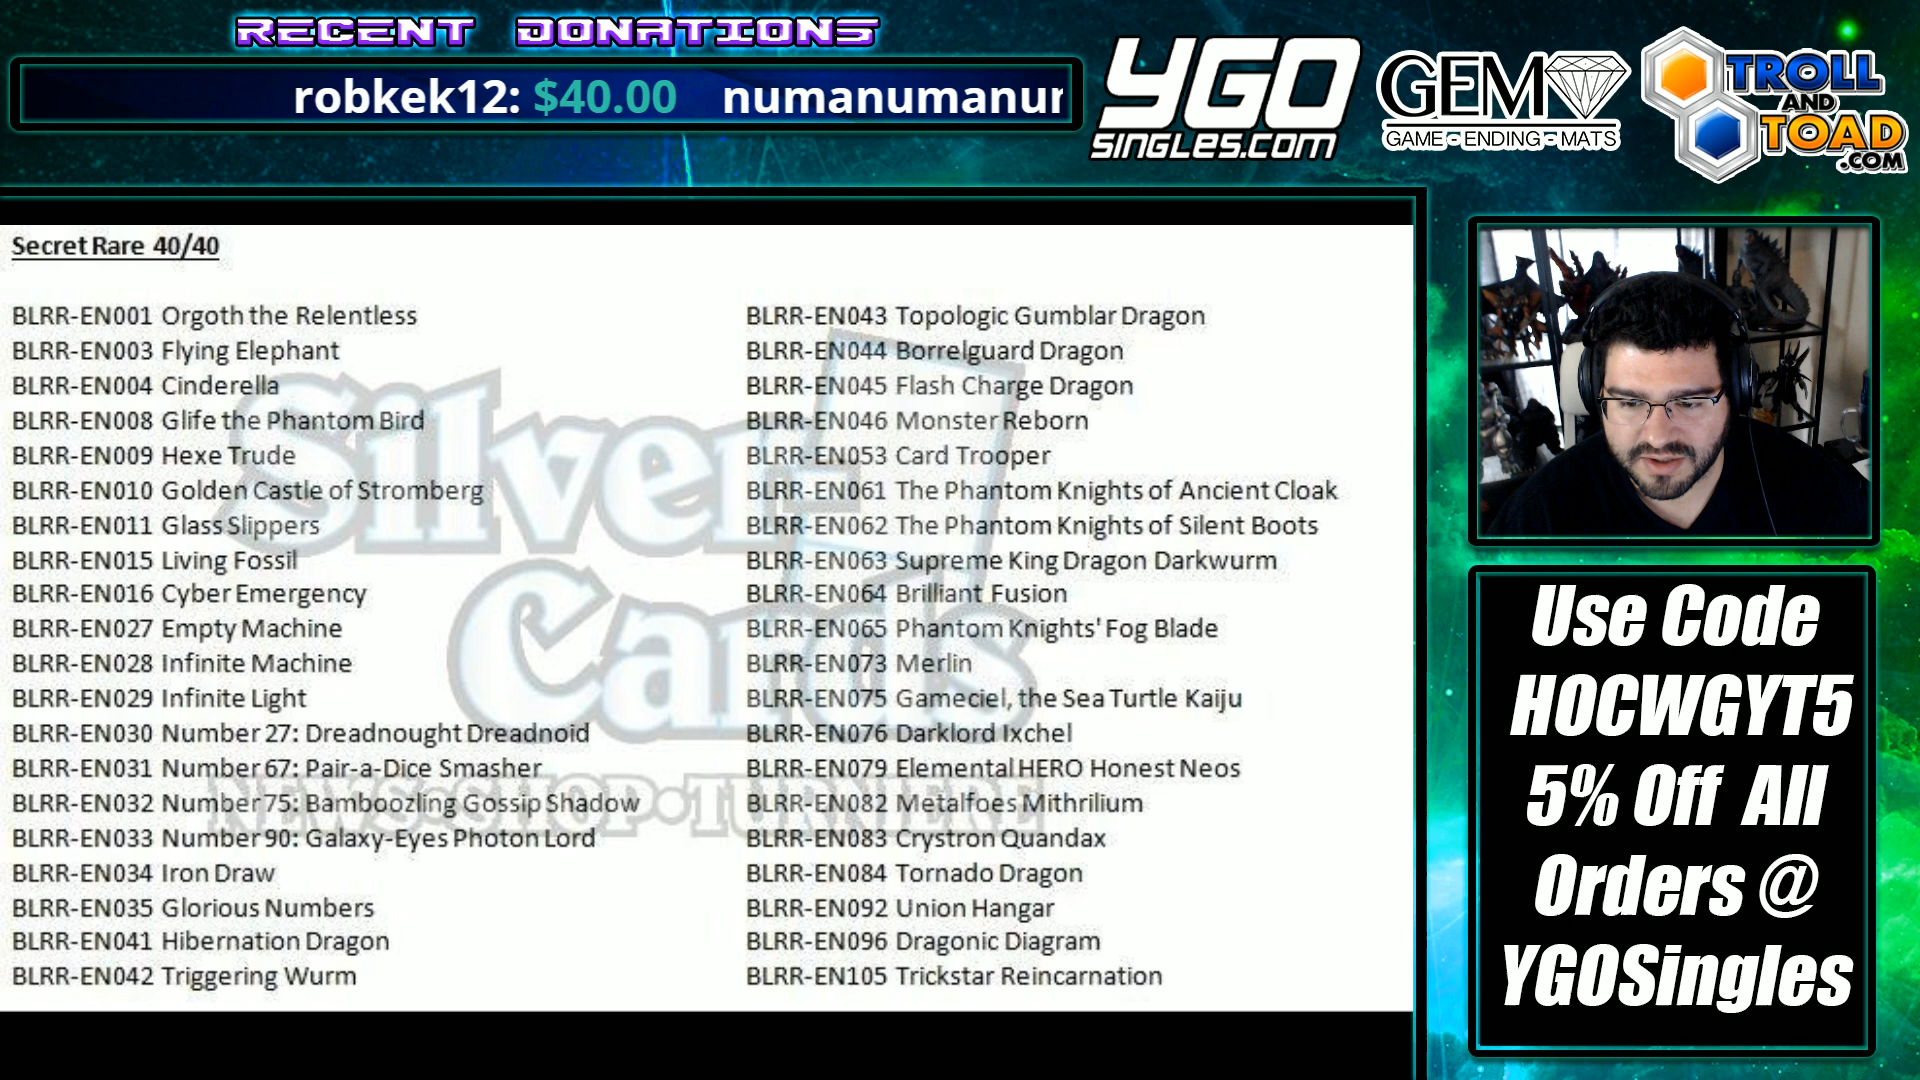 RECENT DONATIONS
robkek12: $40.00 numanumanur
YGO
SINGLES.COM
GEM
GAME - ENDING - MATS
TROLL
AND
TOAD
.COM
Secret Rare 40/40
BLRR-EN001 Orgoth the Relentless
BLRR-EN003 Flying Elephant
BLRR-EN004 Cinderella
BLRR-EN008 Glife the Phantom Bird
BLRR-EN009 Hexe Trude
BLRR-EN010 Golden Castle of Stromberg
BLRR-EN011 Glass Slippers
BLRR-EN015 Living Fossil
BLRR-EN016 Cyber Emergency
BLRR-EN027 Empty Machine
BLRR-EN028 Infinite Machine
BLRR-EN029 Infinite Light
BLRR-EN030 Number 27: Dreadnought Dreadnoid
BLRR-EN031 Number 67: Pair-a-Dice Smasher
BLRR-EN032 Number 75: Bamboozling Gossip Shadow
BLRR-EN033 Number 90: Galaxy-Eyes Photon Lord
BLRR-EN034 Iron Draw
BLRR-EN035 Glorious Numbers
BLRR-EN041 Hibernation Dragon
BLRR-EN042 Triggering Wurm
BLRR-EN043 Topologic Gumblar Dragon
BLRR-EN044 Borrelguard Dragon
BLRR-EN045 Flash Charge Dragon
BLRR-EN046 Monster Reborn
BLRR-EN053 Card Trooper
BLRR-EN061 The Phantom Knights of Ancient Cloak
BLRR-EN062 The Phantom Knights of Silent Boots
BLRR-EN063 Supreme King Dragon Darkwurm
BLRR-EN064 Brilliant Fusion
BLRR-EN065 Phantom Knights' Fog Blade
BLRR-EN073 Merlin
BLRR-EN075 Gameciel, the Sea Turtle Kaiju
BLRR-EN076 Darklord Ixchel
BLRR-EN079 Elemental HERO Honest Neos
BLRR-EN082 Metalfoes Mithrilium
BLRR-EN083 Crystron Quandax
BLRR-EN084 Tornado Dragon
BLRR-EN092 Union Hangar
BLRR-EN096 Dragonic Diagram
BLRR-EN105 Trickstar Reincarnation
Silver
Cards
NEWS•SHOP•TURNIERE
Use Code
HOCWGYT5
5% Off All
Orders @
YGOSingles